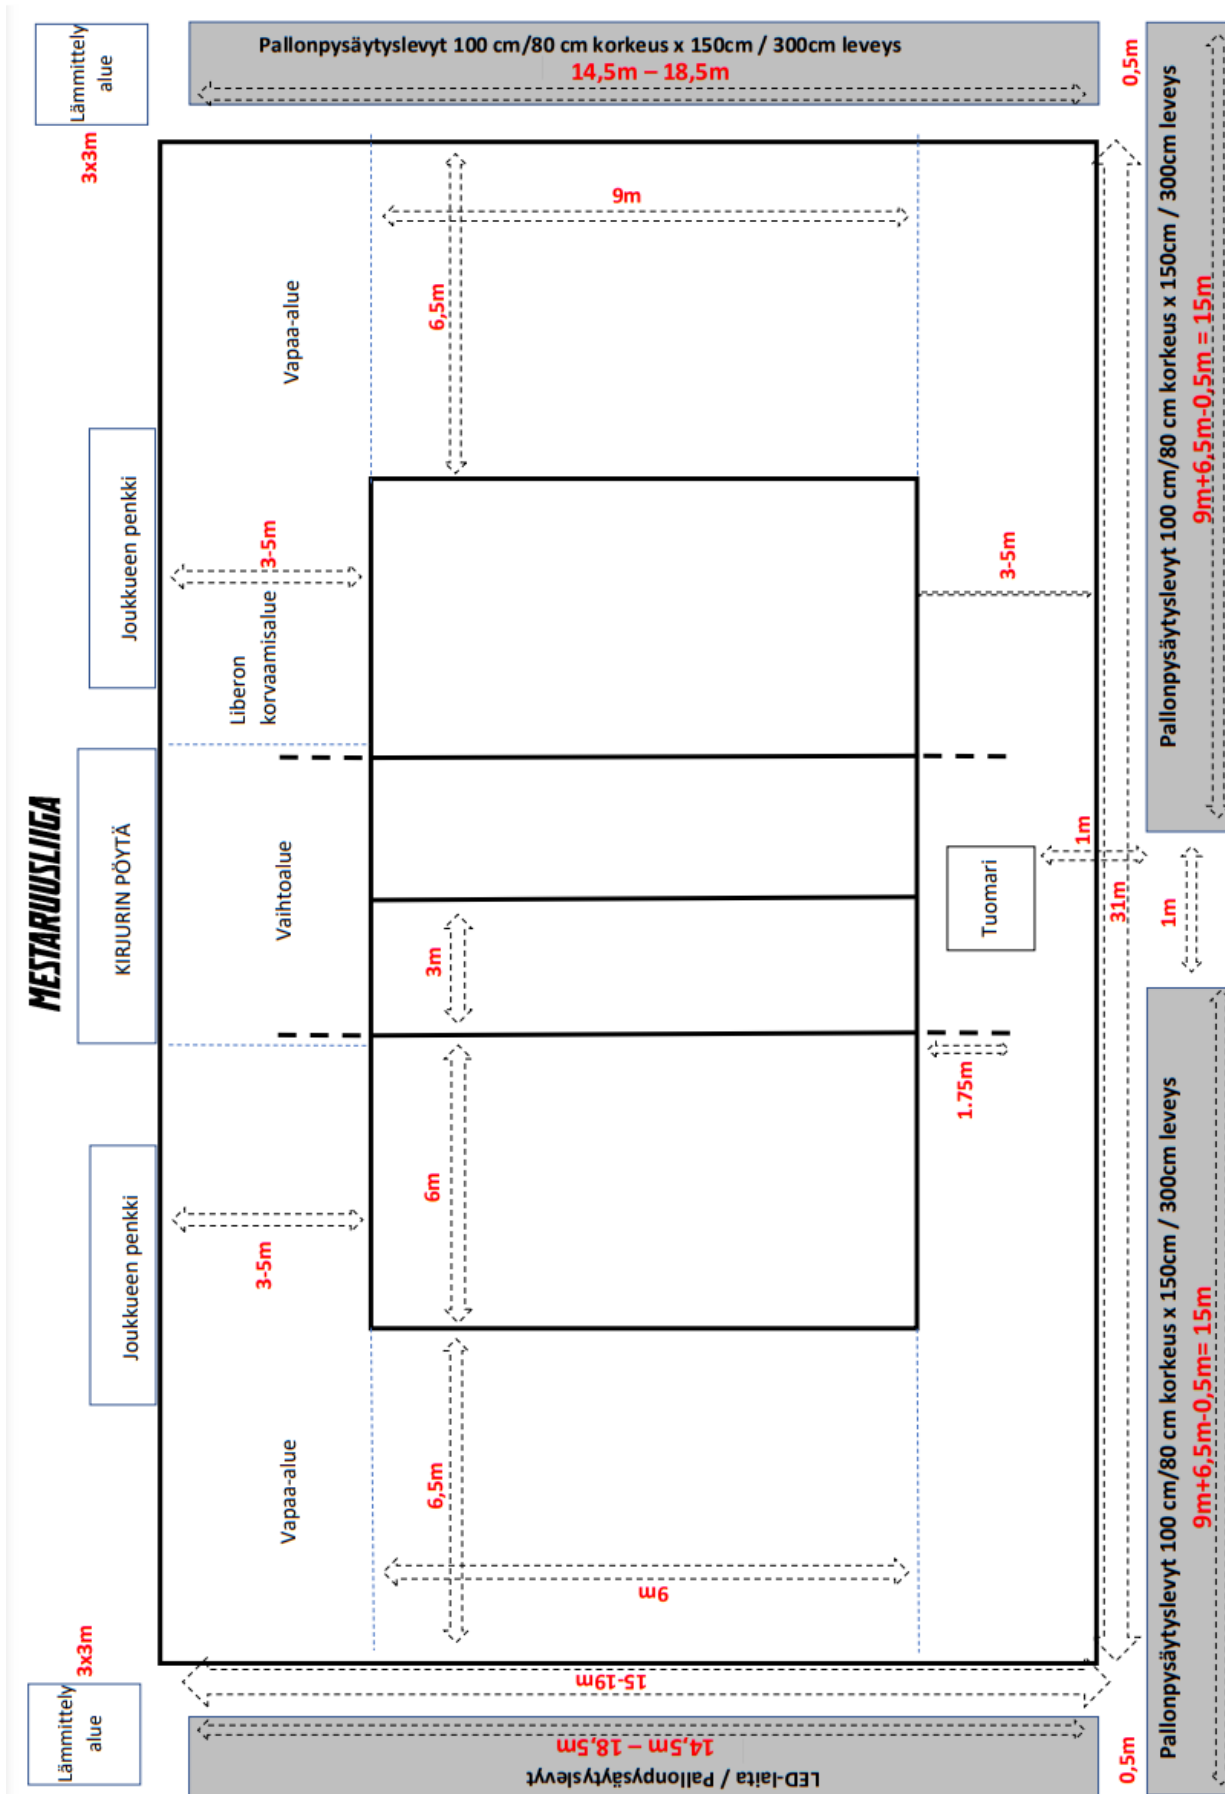 MESTARUUSLIIGA
Lämmittely
alue
3x3m
Joukkueen penkki
KIRJURIN PÖYTÄ
Joukkueen penkki
3x3m
Lämmittely
alue
LED-laita / Pallonpysäytyslevyt
14,5m – 18,5m
15-19m
Vapaa-alue
3-5m
Vaihtoalue
Liberon
korvaamisalue
3-5m
Vapaa-alue
6,5m
6m
3m
6,5m
9m
9m
Pallonpysäytyslevyt 100 cm/80 cm korkeus x 150cm / 300cm leveys
14,5m – 18,5m
1.75m
Tuomari
3-5m
1m
31m
0,5m
0,5m
1m
Pallonpysäytyslevyt 100 cm/80 cm korkeus x 150cm / 300cm leveys
9m+6,5m-0,5m= 15m
Pallonpysäytyslevyt 100 cm/80 cm korkeus x 150cm / 300cm leveys
9m+6,5m-0,5m = 15m